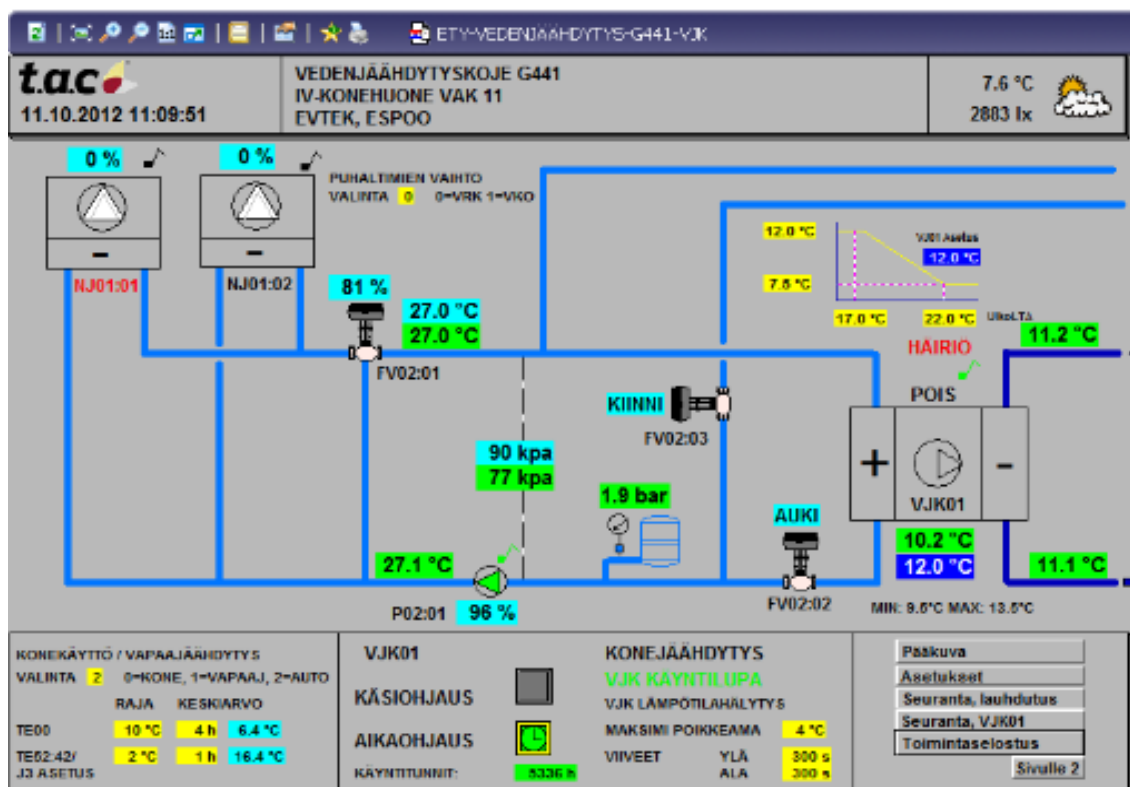 ETY-VEDENJÄÄHDYTYS-G441-VJK
t.a.c
11.10.2012 11:09:51
VEDENJÄÄHDYTYSKOJE G441
IV-KONEHUONE VAK 11
EVTEK, ESPOO
7.6 °C
2883 lx
0 %
0 %
PUHALTIMIEN VAIHTO
VALINTA 0 0=VRK 1=VKO
NJ01:01
NJ01:02
81 %
27.0 °C
27.0 °C
FV02:01
12.0 °C
VJ01 Asetus
12.0 °C
7.5 °C
17.0 °C
22.0 °C
UlkoLTA
HÄIRIO
11.2 °C
POIS
KIINNI
FV02:03
90 kpa
77 kpa
+
-
VJK01
1.9 bar
AUKI
10.2 °C
12.0 °C
27.1 °C
11.1 °C
P02:01
96 %
FV02:02
MIN: 9.5°C MAX: 13.5°C
KONEKÄYTTÖ / VAPAAJÄÄHDYTYS
VALINTA 2 0=KONE, 1=VAPAAJ, 2=AUTO
RAJA KESKIARVO
TE00 10 °C 4 h 6.4 °C
TE52:42/ 2 °C 1 h 16.4 °C
J3 ASETUS
VJK01
KÄSIOHJAUS
AIKAOHJAUS
KÄYNTITUNNIT: 5336 h
KONEJÄÄHDYTYS
VJK KÄYNTILUPA
VJK LÄMPÖTILAHÄLYTYS
MAKSIMI POIKKEAMA 4 °C
VIIVEET YLÄ 300 s
ALA 300 s
Pääkuva
Asetukset
Seuranta, lauhdutus
Seuranta, VJK01
Toimintaselostus
Sivulle 2